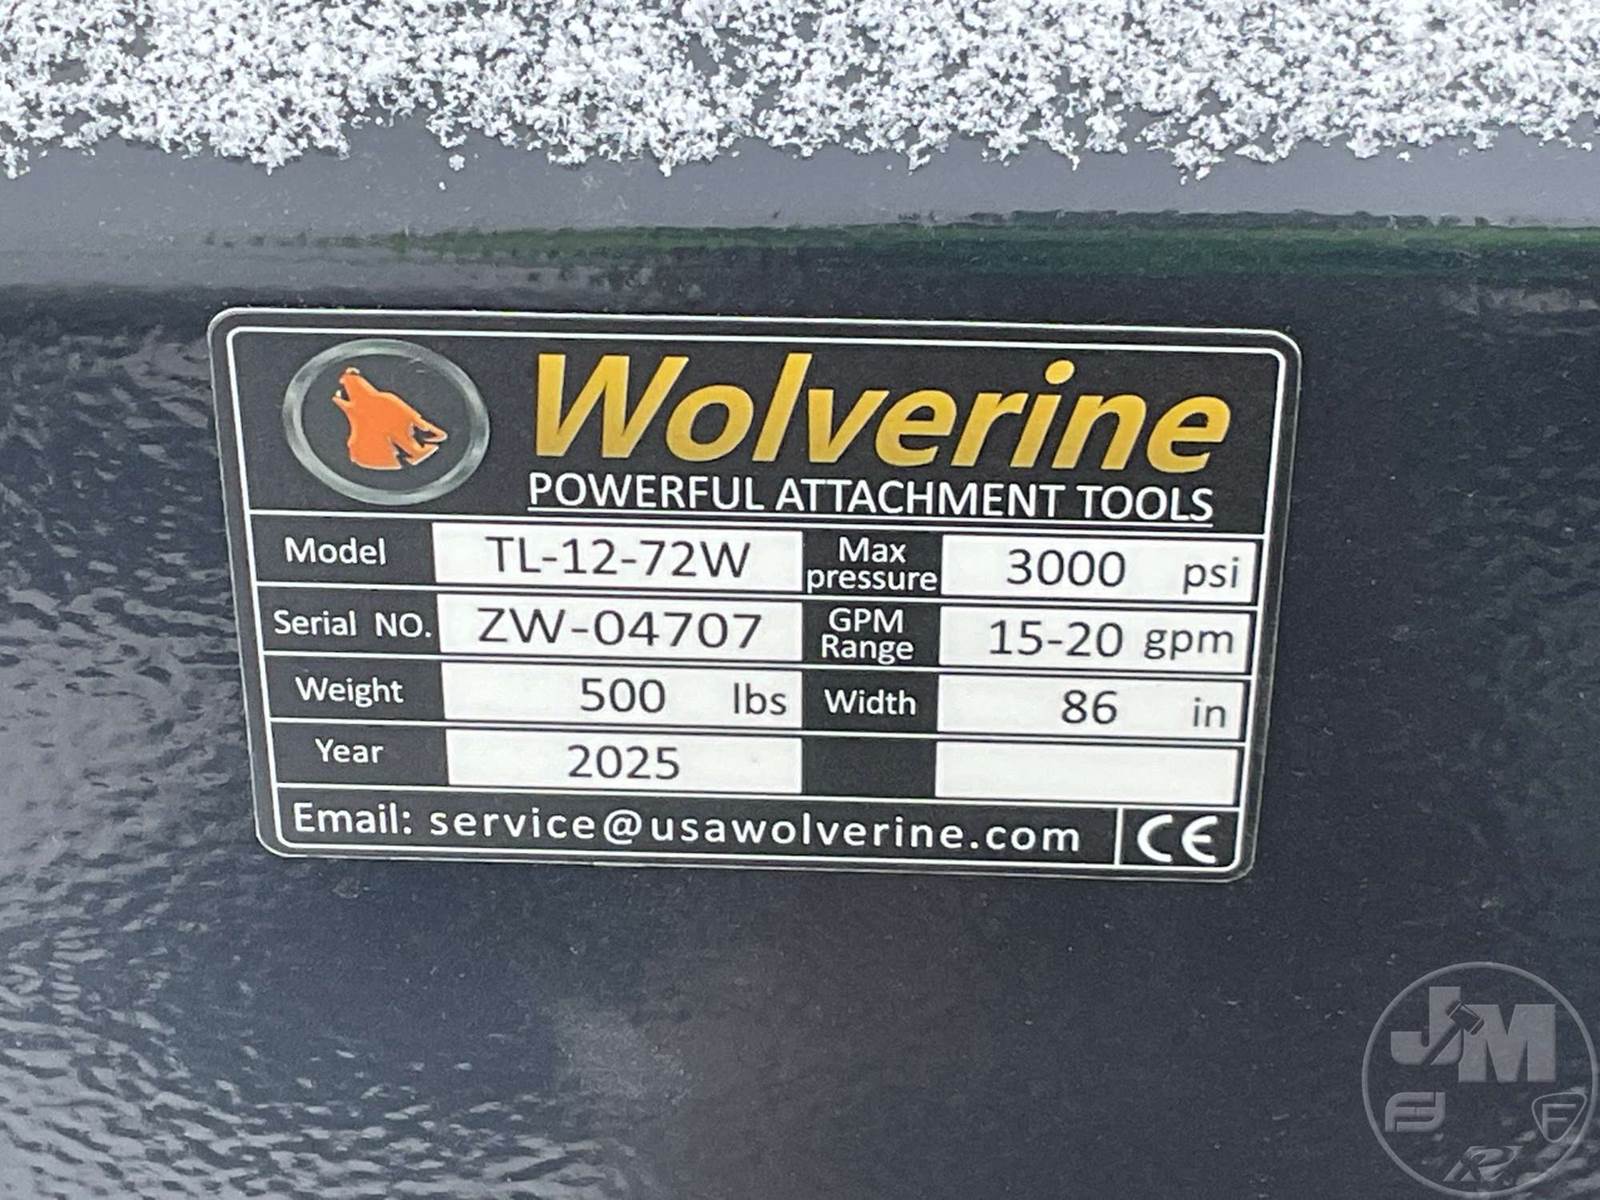 Wolverine
POWERFUL ATTACHMENT TOOLS
Model TL-12-72W Max pressure 3000 psi
Serial NO. ZW-04707 GPM Range 15-20 gpm
Weight 500 lbs Width 86 in
Year 2025
Email: service@usawolverine.com CE
JM
F